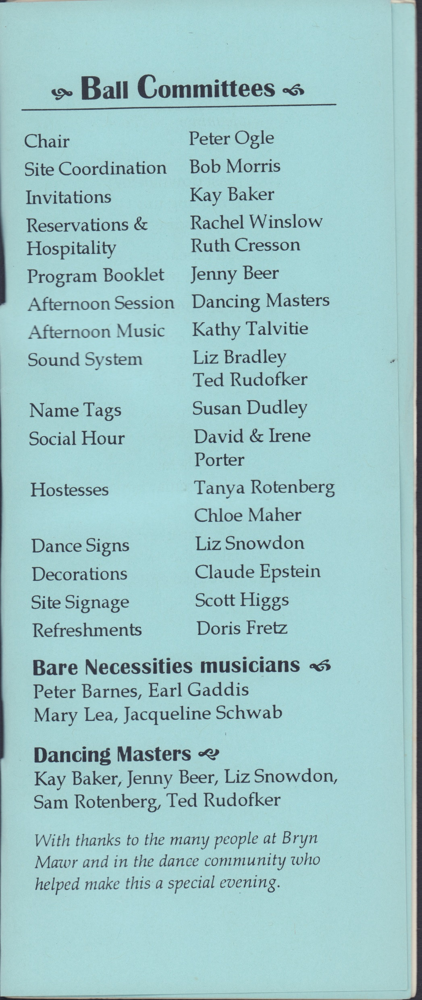 Ball Committees
Chair Peter Ogle
Site Coordination Bob Morris
Invitations Kay Baker
Reservations & Rachel Winslow
Hospitality Ruth Cresson
Program Booklet Jenny Beer
Afternoon Session Dancing Masters
Afternoon Music Kathy Talvitie
Sound System Liz Bradley
Ted Rudofker
Name Tags Susan Dudley
Social Hour David & Irene
Porter
Hostesses Tanya Rotenberg
Chloe Maher
Dance Signs Liz Snowdon
Decorations Claude Epstein
Site Signage Scott Higgs
Refreshments Doris Fretz
Bare Necessities musicians
Peter Barnes, Earl Gaddis
Mary Lea, Jacqueline Schwab
Dancing Masters
Kay Baker, Jenny Beer, Liz Snowdon,
Sam Rotenberg, Ted Rudofker
With thanks to the many people at Bryn
Mawr and in the dance community who
helped make this a special evening.